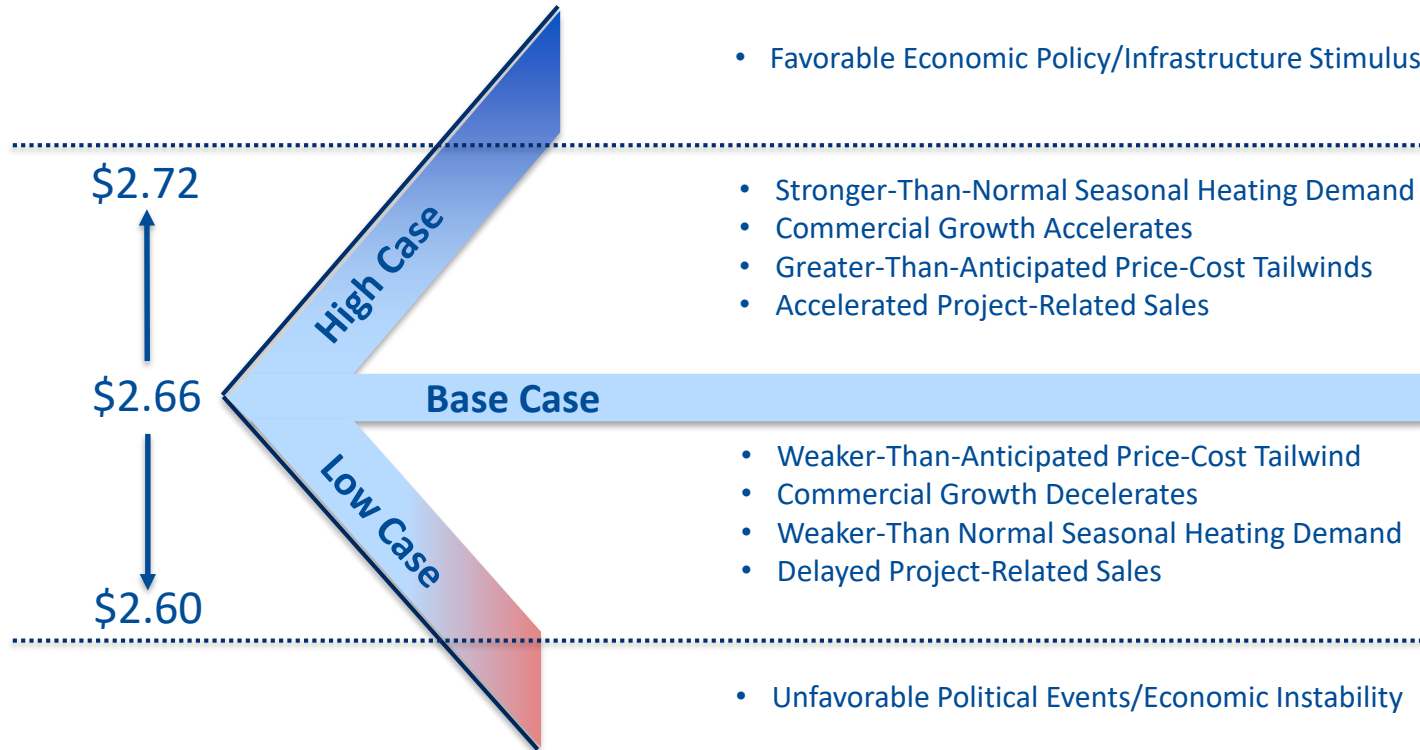 • Favorable Economic Policy/Infrastructure Stimulus
$2.72
• Stronger-Than-Normal Seasonal Heating Demand
• Commercial Growth Accelerates
• Greater-Than-Anticipated Price-Cost Tailwinds
• Accelerated Project-Related Sales
High Case
$2.66
Base Case
Low Case
• Weaker-Than-Anticipated Price-Cost Tailwind
• Commercial Growth Decelerates
• Weaker-Than Normal Seasonal Heating Demand
• Delayed Project-Related Sales
$2.60
• Unfavorable Political Events/Economic Instability